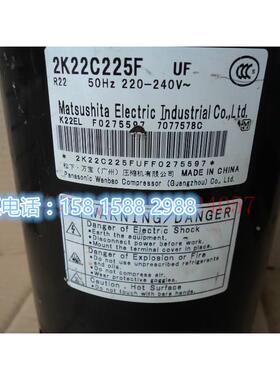 2K22C225F UF
R22 50Hz 220-240V~
Matsushita Electric Industrial Co.,Ltd.
K22EL F0275597 7077578C
*2K22C225FUFF0275597*
松下·万宝(广州)压缩机有限公司 MADE IN CHINA
Panasonic Wanbao Compressor (Guangzhou) Co.,Ltd.
电话:158 1588 2988
WARNING/DANGER
Danger of Electric Shock
Earth the equipment.
Disconnect power before servicing.
Mount the terminal cover in place.
Danger of Explosion or Fire
Do not use oxygen.
Do not compress air.
Wear goggles, protective
Caution, Hot Surface
Do not touch with bare hands.